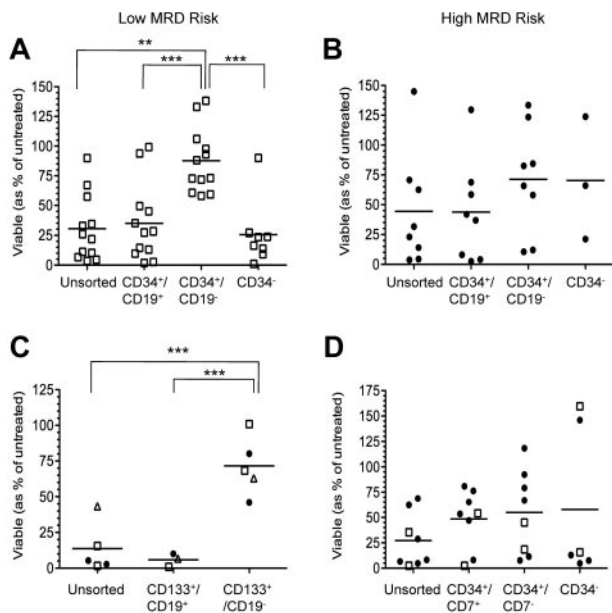 Low MRD Risk
High MRD Risk
A
**
***
***
Viable (as % of untreated)
150
125
100
75
50
25
0
Unsorted
CD34+/
CD19+
CD34+/
CD19-
CD34-
B
Viable (as % of untreated)
150
125
100
75
50
25
0
Unsorted
CD34+/
CD19+
CD34+/
CD19-
CD34-
C
***
***
Viable (as % of untreated)
125
100
75
50
25
0
Unsorted
CD133+/
CD19+
CD133+
/CD19-
D
Viable (as % of untreated)
175
150
125
100
75
50
25
0
Unsorted
CD34+/
CD7+
CD34+/
CD7-
CD34-